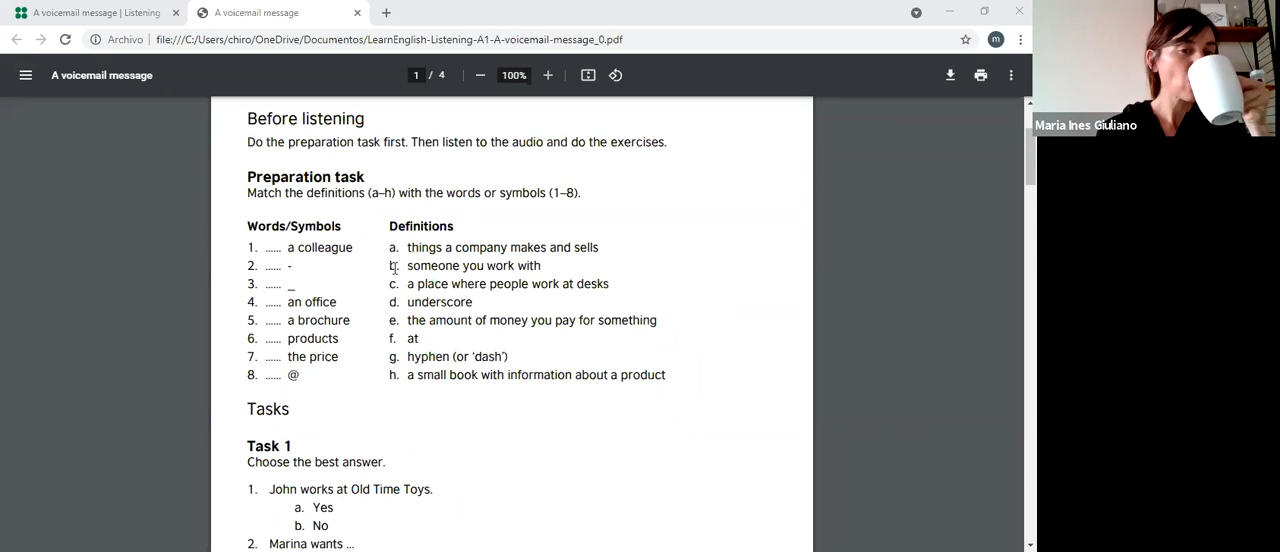 A voicemail message | Listening
A voicemail message
Archivo
file:///C:/Users/chiro/OneDrive/Documentos/LearnEnglish-Listening-A1-A-voicemail-message_0.pdf
m
A voicemail message
1 / 4
100%
Before listening
Do the preparation task first. Then listen to the audio and do the exercises.
Preparation task
Match the definitions (a–h) with the words or symbols (1–8).
Words/Symbols Definitions
1. ...... a colleague a. things a company makes and sells
2. ...... - b. someone you work with
3. ...... _ c. a place where people work at desks
4. ...... an office d. underscore
5. ...... a brochure e. the amount of money you pay for something
6. ...... products f. at
7. ...... the price g. hyphen (or ‘dash’)
8. ...... @ h. a small book with information about a product
Tasks
Task 1
Choose the best answer.
1. John works at Old Time Toys.
a. Yes
b. No
2. Marina wants ...
Maria Ines Giuliano